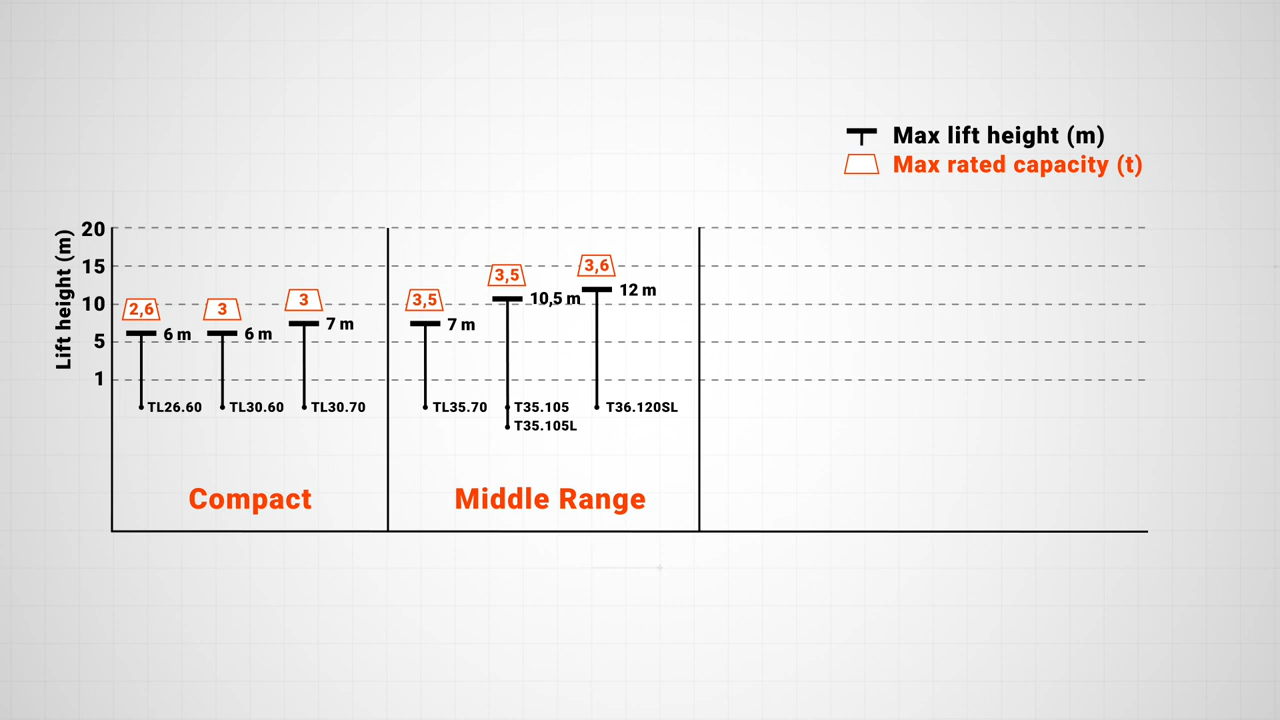 Max lift height (m)
Max rated capacity (t)
Lift height (m)
20
15
10
5
1
2,6
6 m
TL26.60
3
6 m
TL30.60
3
7 m
TL30.70
Compact
3,5
7 m
TL35.70
3,5
10,5 m
T35.105
T35.105L
3,6
12 m
T36.120SL
Middle Range